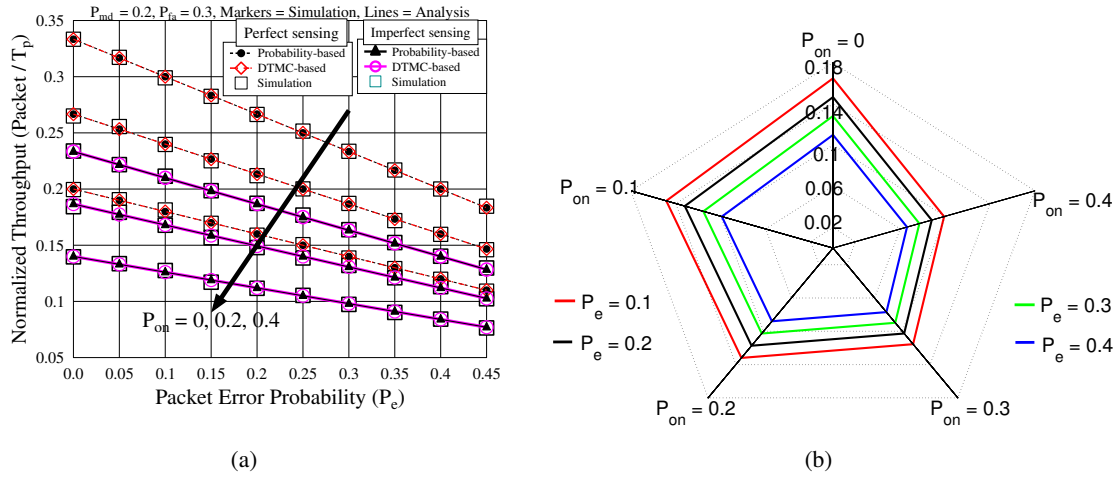 P_md = 0.2, P_fa = 0.3, Markers = Simulation, Lines = Analysis
Normalized Throughput (Packet / T_p)
0.35
0.3
0.25
0.2
0.15
0.1
0.05
Perfect sensing
Probability-based
DTMC-based
Simulation
Imperfect sensing
Probability-based
DTMC-based
Simulation
P_on = 0, 0.2, 0.4
0.0 0.05 0.1 0.15 0.2 0.25 0.3 0.35 0.4 0.45
Packet Error Probability (P_e)
(a)
P_on = 0
0.18
0.14
0.1
0.06
0.02
P_on = 0.1
P_on = 0.4
P_e = 0.1
P_e = 0.2
P_e = 0.3
P_e = 0.4
P_on = 0.2
P_on = 0.3
(b)